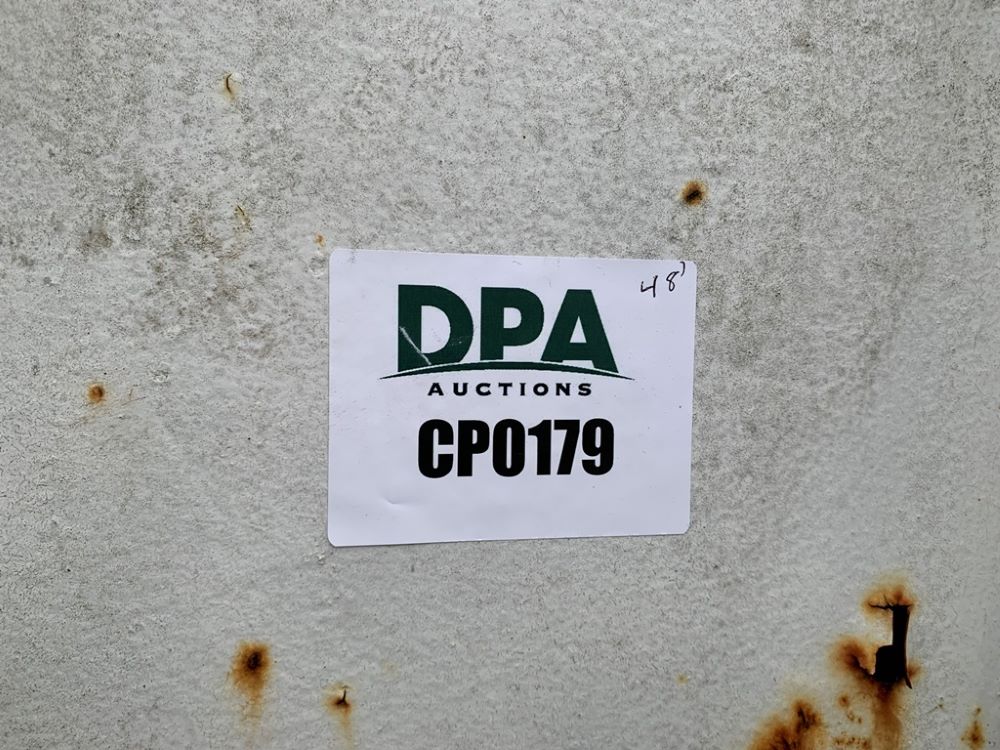 48'
DPA
AUCTIONS
CP0179